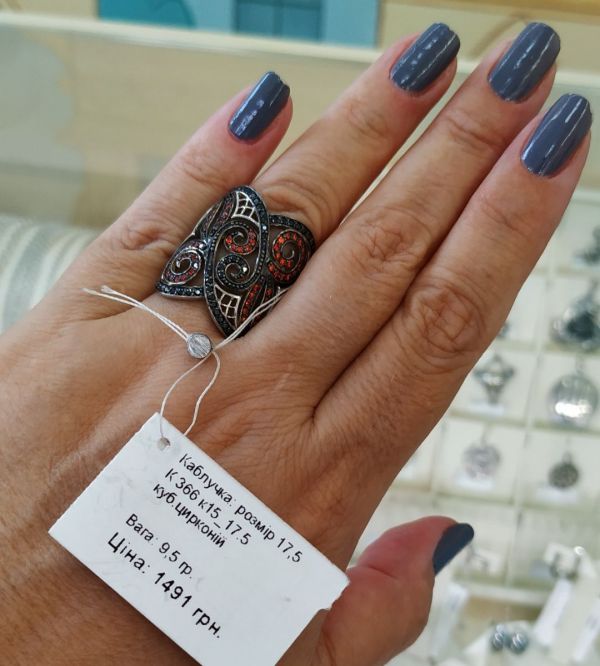 Каблучка. розмір 17,5
К 366 к15_17.5
куб.цирконій
Вага: 9,5 гр.
Ціна: 1491 грн.